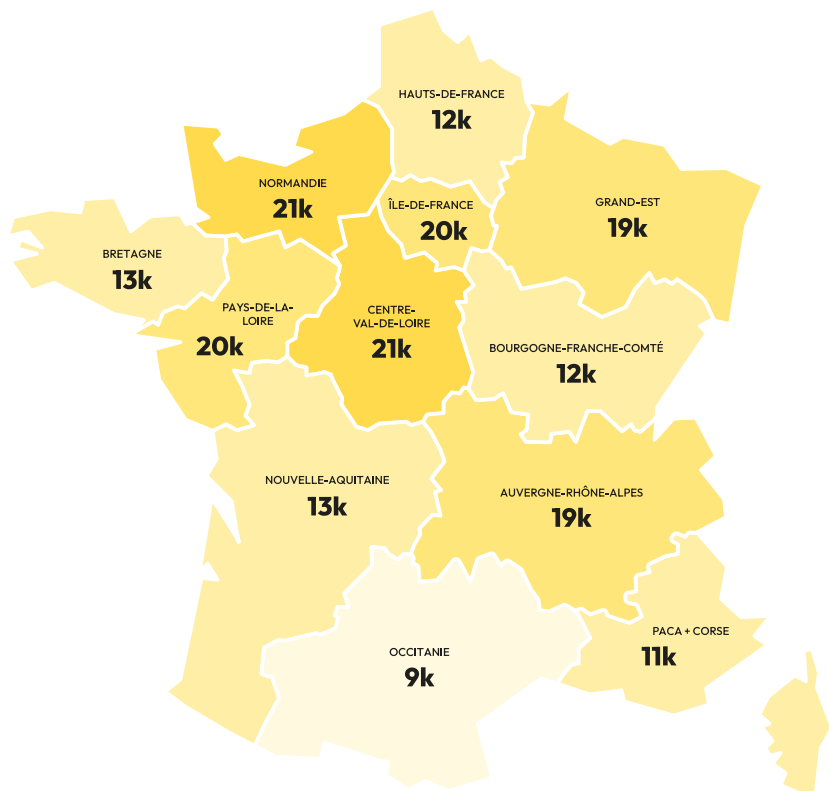 HAUTS-DE-FRANCE
12k
NORMANDIE
21k
ÎLE-DE-FRANCE
20k
GRAND-EST
19k
BRETAGNE
13k
PAYS-DE-LA-
LOIRE
20k
CENTRE-
VAL-DE-LOIRE
21k
BOURGOGNE-FRANCHE-COMTÉ
12k
NOUVELLE-AQUITAINE
13k
AUVERGNE-RHÔNE-ALPES
19k
PACA + CORSE
11k
OCCITANIE
9k